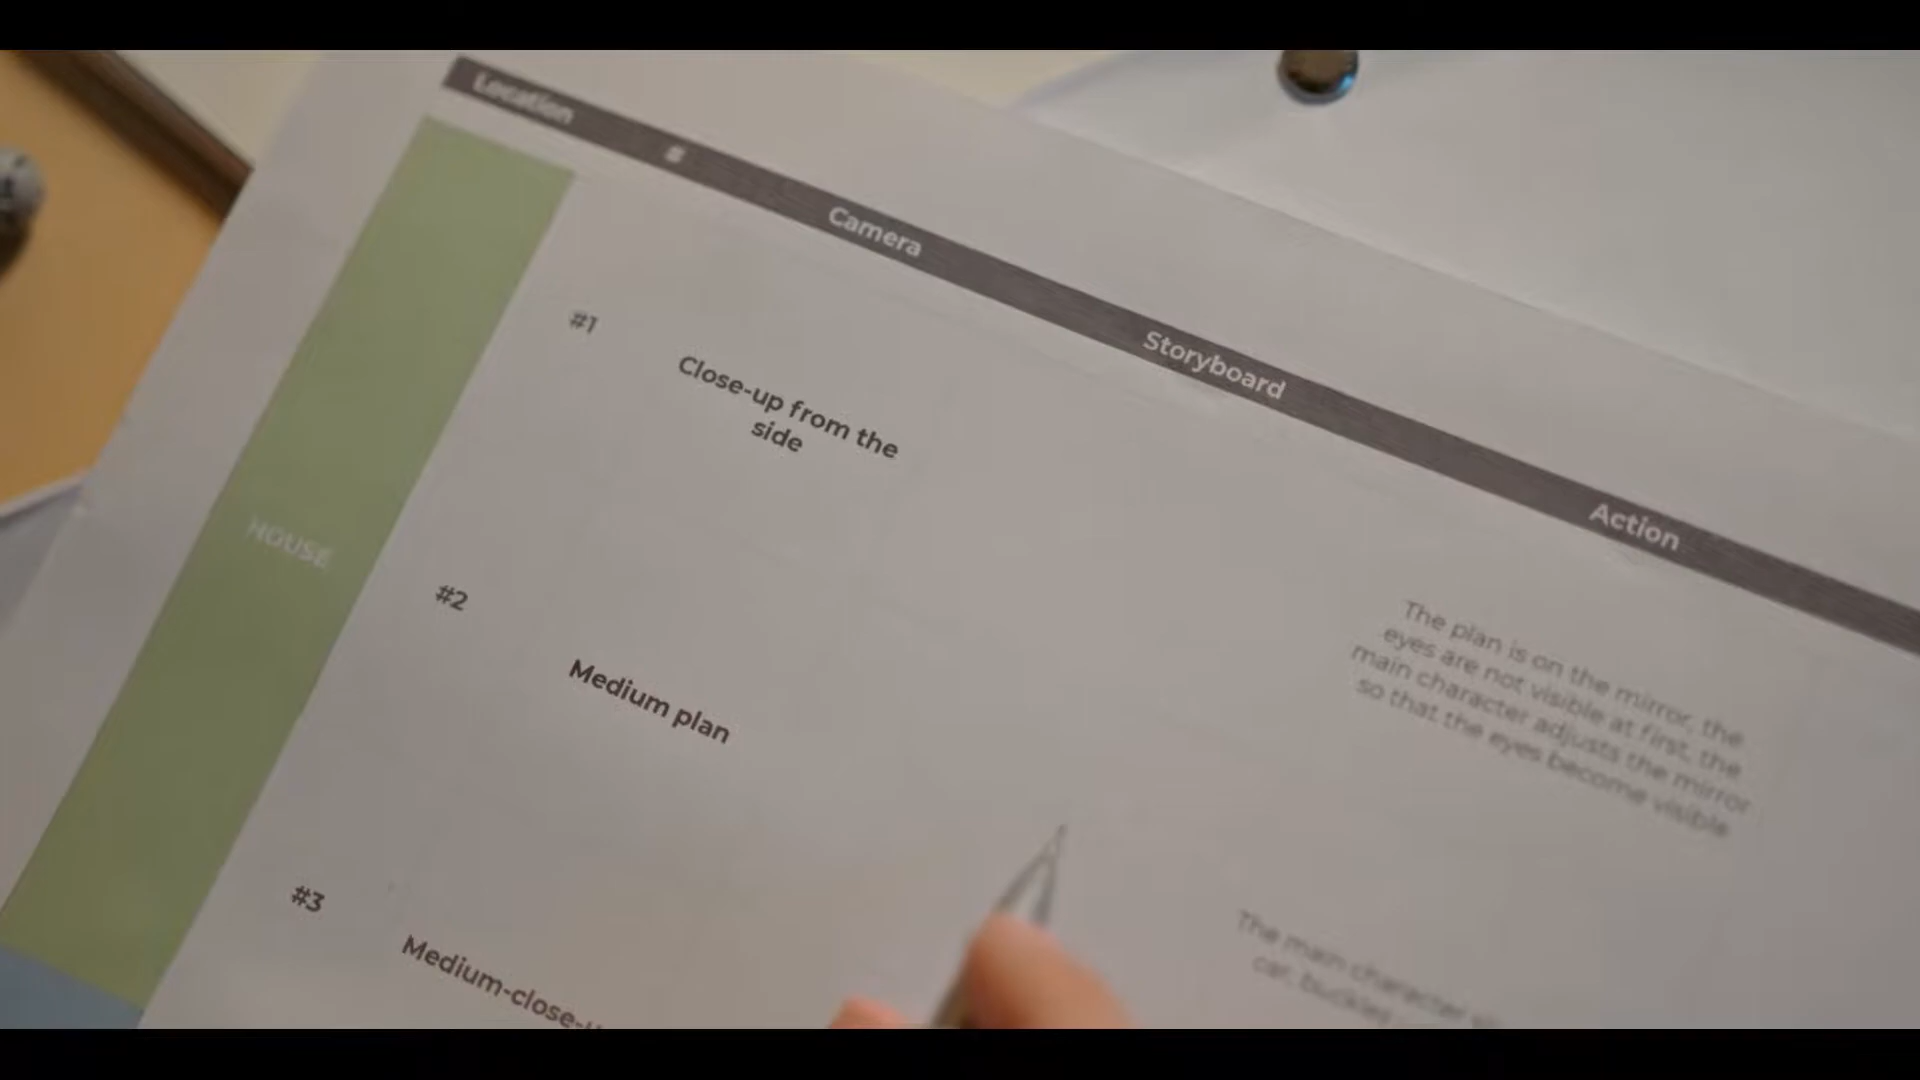 Location
#
Camera
Storyboard
Action
HOUSE
#1
Close-up from the
side
The plan is on the mirror, the
eyes are not visible at first, the
main character adjusts the mirror
so that the eyes become visible
#2
Medium plan
The main character
car, buckles
#3
Medium-close-u